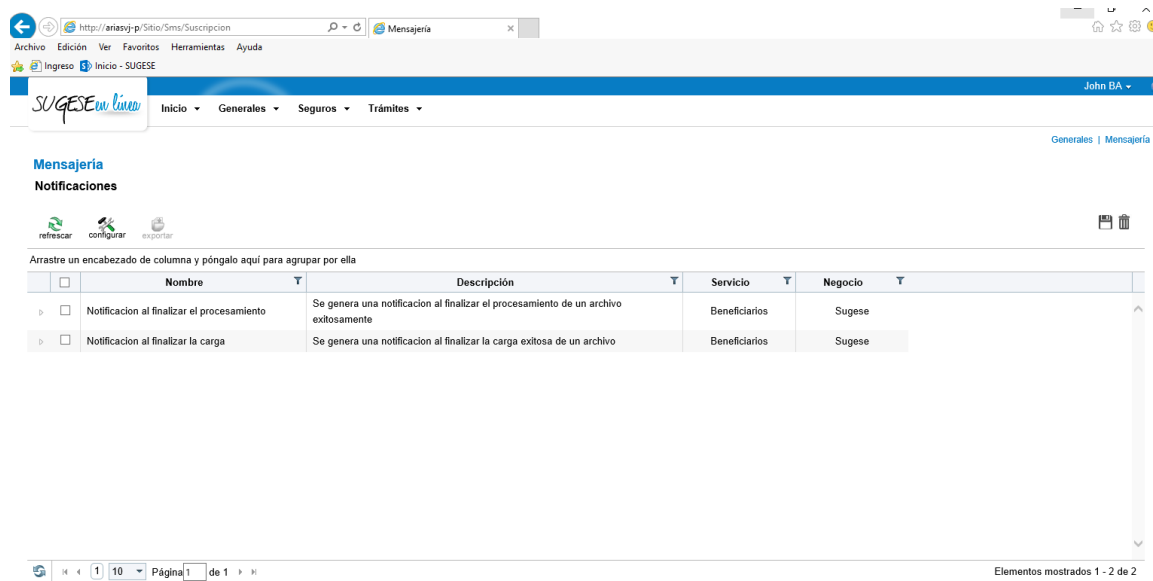 http://ariasvj-p/Sitio/Sms/Suscripcion
Mensajería
Archivo Edición Ver Favoritos Herramientas Ayuda
Ingreso Inicio - SUGESE
John BA
SUGESE en línea
Inicio Generales Seguros Trámites
Generales | Mensajería
Mensajería
Notificaciones
refrescar configurar exportar
Arrastre un encabezado de columna y póngalo aquí para agrupar por ella
Nombre Descripción Servicio Negocio
Notificacion al finalizar el procesamiento Se genera una notificacion al finalizar el procesamiento de un archivo exitosamente Beneficiarios Sugese
Notificacion al finalizar la carga Se genera una notificacion al finalizar la carga exitosa de un archivo Beneficiarios Sugese
1 10 Página 1 de 1 Elementos mostrados 1 - 2 de 2